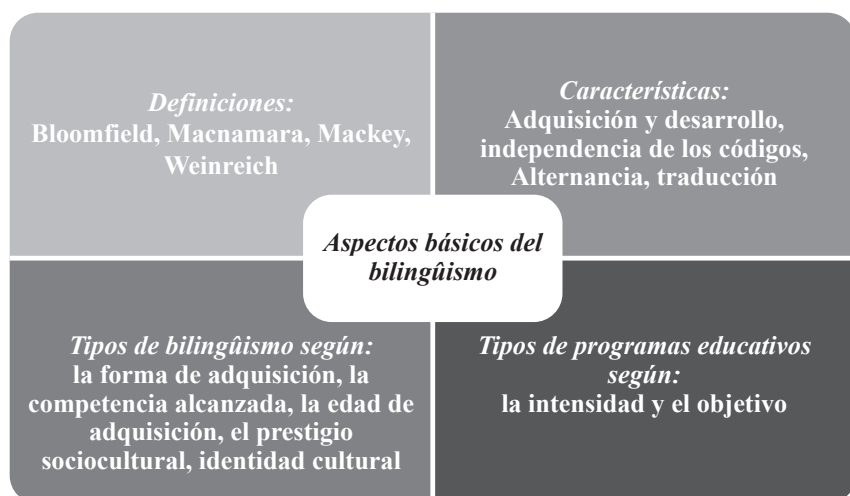 Definiciones:
Bloomfield, Macnamara, Mackey,
Weinreich
Características:
Adquisición y desarrollo,
independencia de los códigos,
Alternancia, traducción
Aspectos básicos del
bilingûismo
Tipos de bilingûismo según:
la forma de adquisición, la
competencia alcanzada, la edad de
adquisición, el prestigio
sociocultural, identidad cultural
Tipos de programas educativos
según:
la intensidad y el objetivo